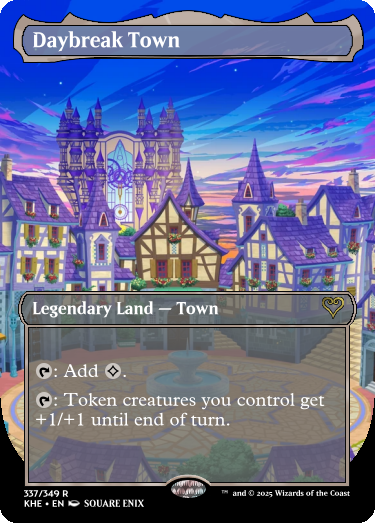 Daybreak Town
Legendary Land — Town
: Add .
: Token creatures you control get
+1/+1 until end of turn.
337/349 R
KHE • EN SQUARE ENIX
™ and © 2025 Wizards of the Coast